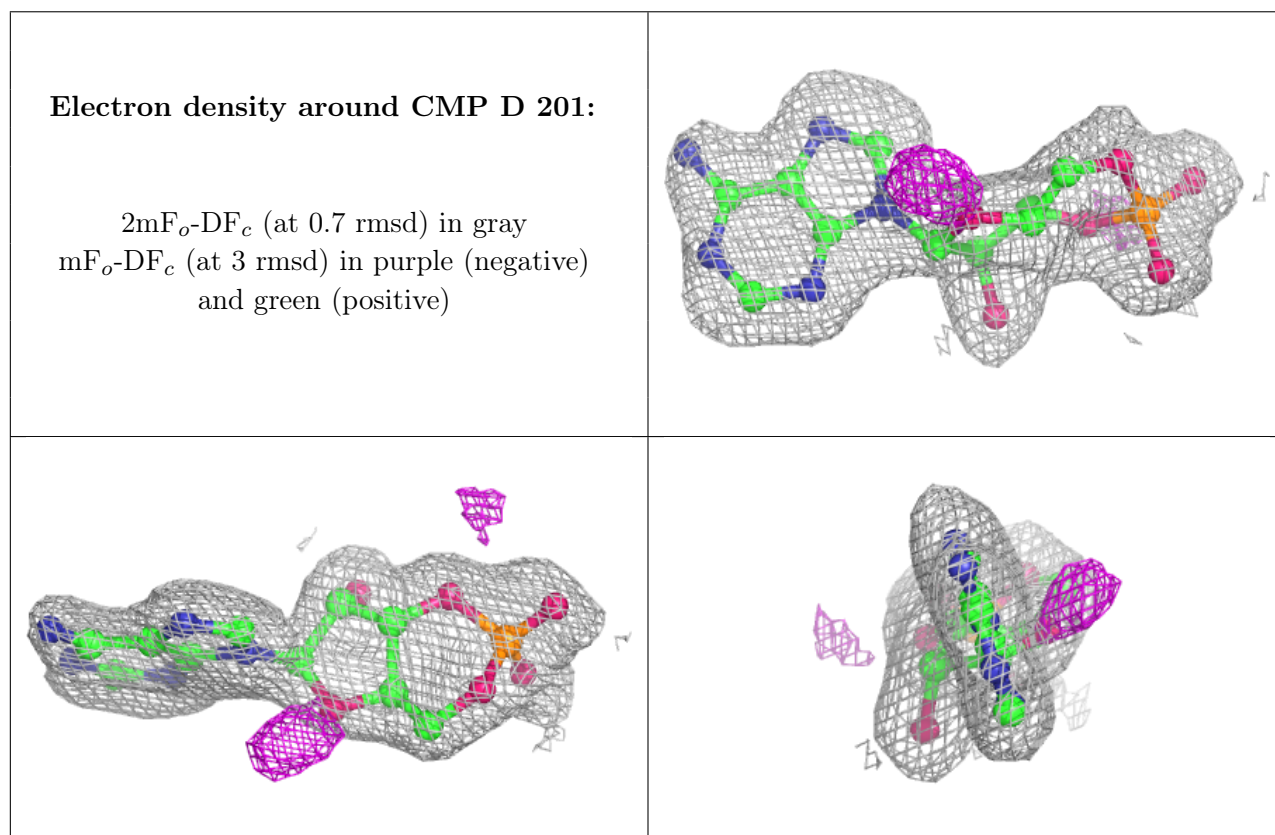 Electron density around CMP D 201:
2mFₒ-DF𝒸 (at 0.7 rmsd) in gray
mFₒ-DF𝒸 (at 3 rmsd) in purple (negative)
and green (positive)